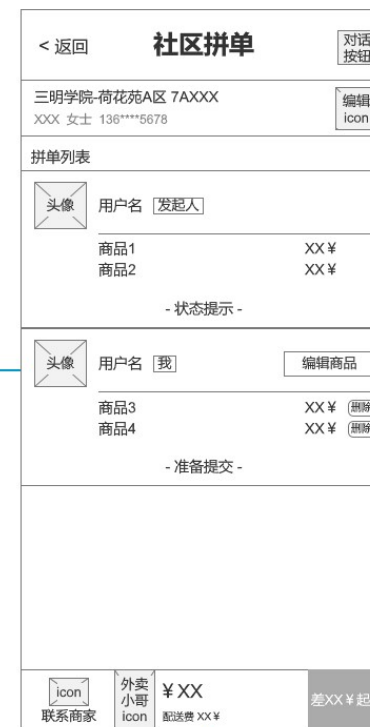 < 返回
社区拼单
对话
按钮
三明学院-荷花苑A区 7AXXX
XXX 女士 136****5678
编辑
icon
拼单列表
头像
用户名 发起人
商品1 XX¥
商品2 XX¥
- 状态提示 -
头像
用户名 我 编辑商品
商品3 XX¥ 删除
商品4 XX¥ 删除
- 准备提交 -
icon
联系商家
外卖
小哥
icon
¥XX
配送费 XX¥
差XX¥起